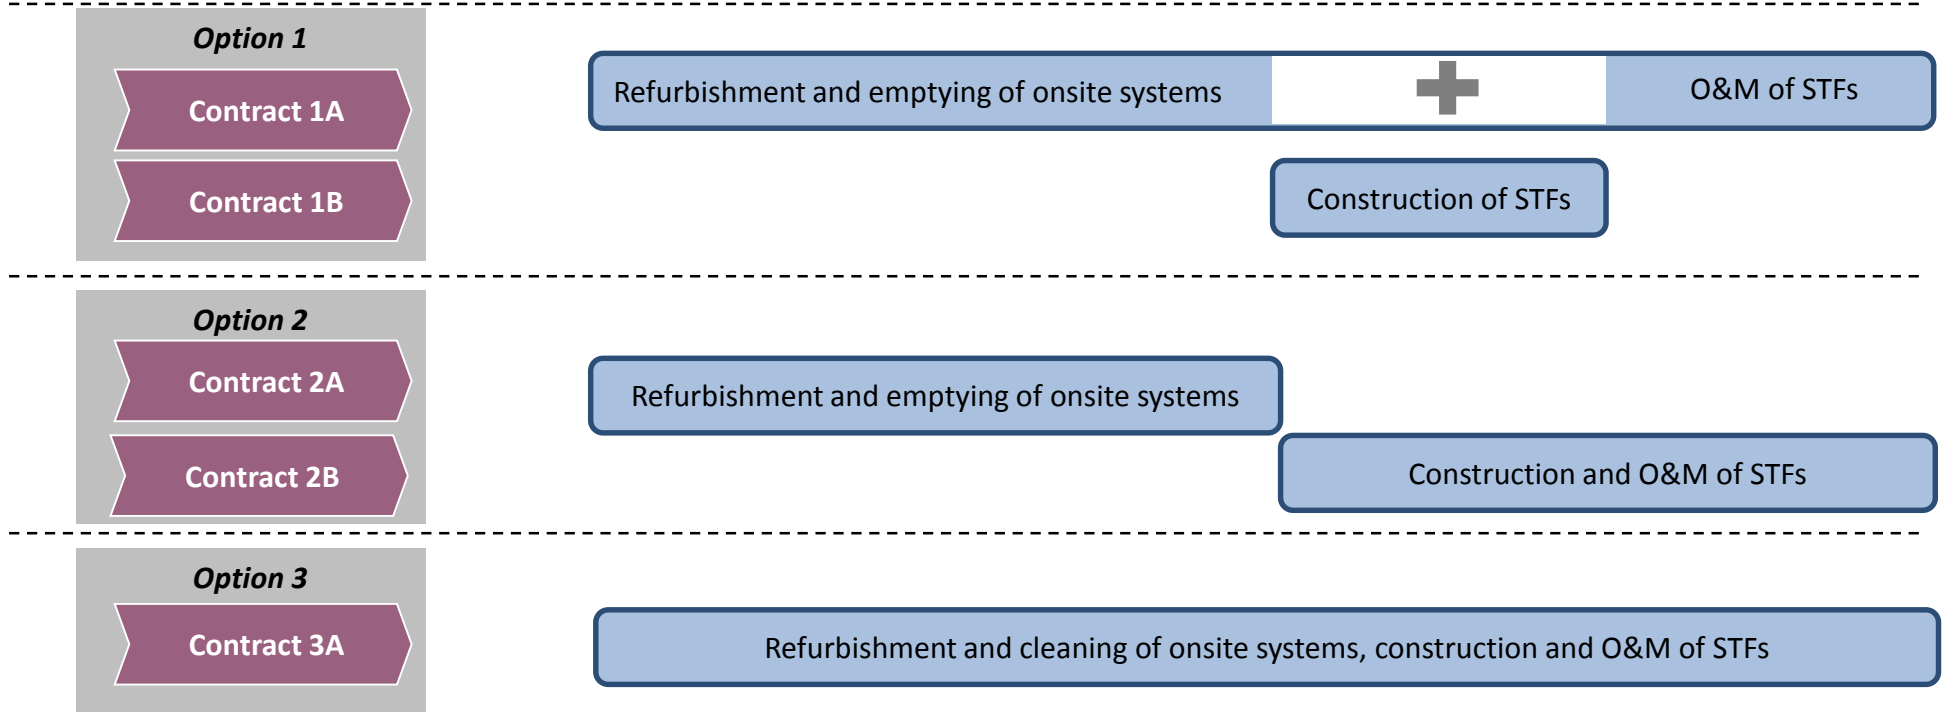 Option 1
Contract 1A
Refurbishment and emptying of onsite systems
O&M of STFs
Contract 1B
Construction of STFs
Option 2
Contract 2A
Refurbishment and emptying of onsite systems
Contract 2B
Construction and O&M of STFs
Option 3
Contract 3A
Refurbishment and cleaning of onsite systems, construction and O&M of STFs